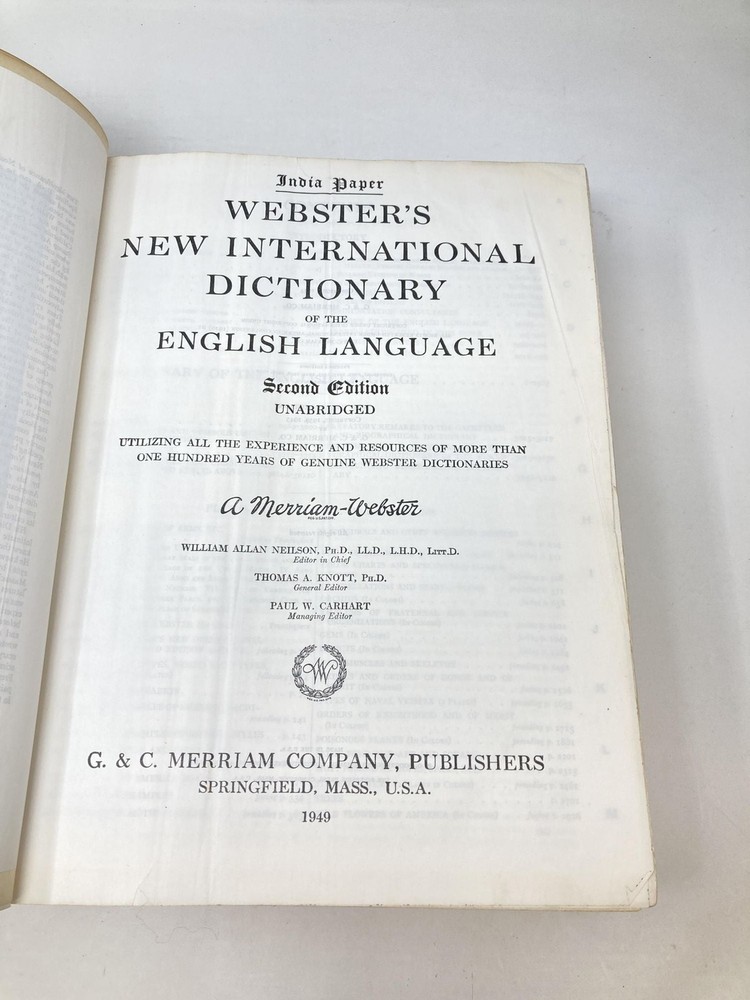 India Paper
WEBSTER'S
NEW INTERNATIONAL
DICTIONARY
OF THE
ENGLISH LANGUAGE
Second Edition
UNABRIDGED
UTILIZING ALL THE EXPERIENCE AND RESOURCES OF MORE THAN
ONE HUNDRED YEARS OF GENUINE WEBSTER DICTIONARIES
A Merriam-Webster
WILLIAM ALLAN NEILSON, PH.D., LL.D., L.H.D., LITT.D.
Editor in Chief
THOMAS A. KNOTT, PH.D.
General Editor
PAUL W. CARHART
Managing Editor
W
G. & C. MERRIAM COMPANY, PUBLISHERS
SPRINGFIELD, MASS., U.S.A.
1949